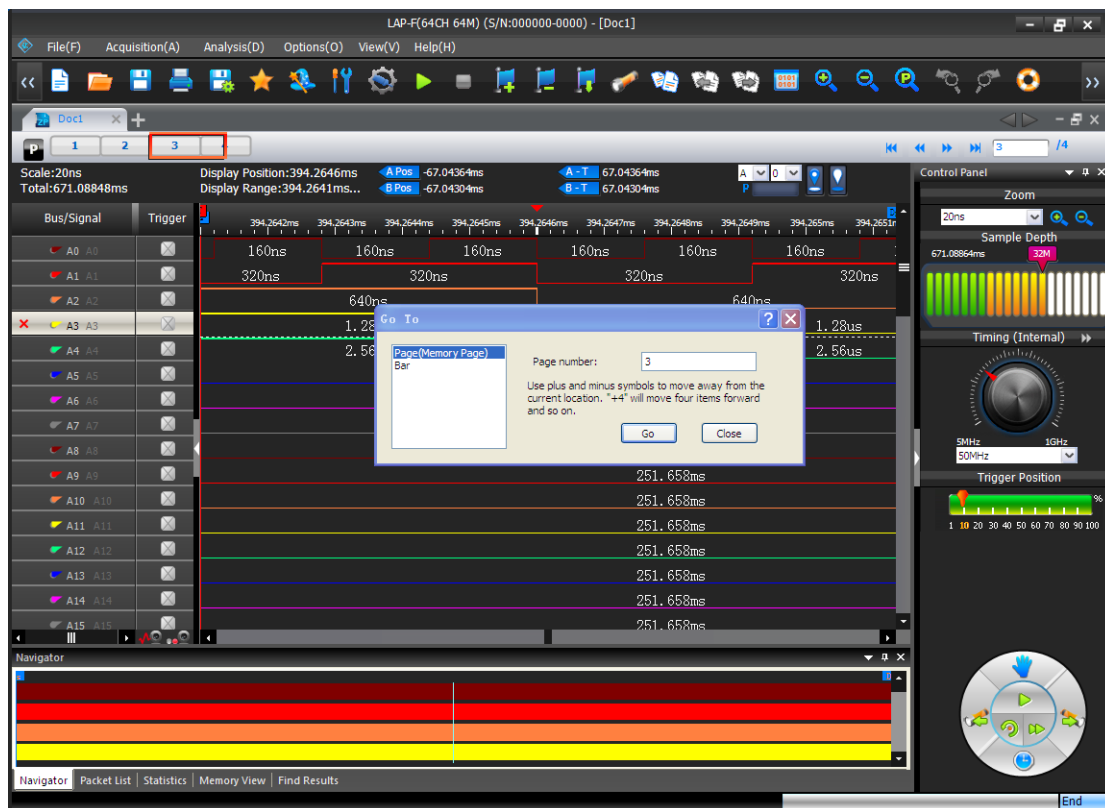 LAP-F(64CH 64M) (S/N:000000-0000) - [Doc1]
File(F) Acquisition(A) Analysis(D) Options(O) View(V) Help(H)
Doc1
P 1 2 3 3 /4
Scale:20ns Display Position:394.2646ms A Pos -67.04364ms A - T 67.04364ms A 0
Total:671.08848ms Display Range:394.2641ms... B Pos -67.04304ms B - T 67.04304ms P
Bus/Signal Trigger 394.2642ms 394.2643ms 394.2644ms 394.2645ms 394.2646ms 394.2647ms 394.2648ms 394.2649ms 394.265ms 394.2651
A0 A0 160ns 160ns 160ns 160ns 160ns 160ns
A1 A1 320ns 320ns 320ns 320ns
A2 A2 640ns 640ns
A3 A3 1.28us
A4 A4 2.56 2.56us
A5 A5
A6 A6
A7 A7
A8 A8
A9 A9 251.658ms
A10 A10 251.658ms
A11 A11 251.658ms
A12 A12 251.658ms
A13 A13 251.658ms
A14 A14 251.658ms
A15 A15 251.658ms
Go To
Page(Memory Page)
Bar
Page number: 3
Use plus and minus symbols to move away from the
current location. "+4" will move four items forward
and so on.
Go Close
Control Panel
Zoom
20ns
Sample Depth
671.08864ms 32M
Timing (Internal)
5MHz 1GHz
50MHz
Trigger Position
%
1 10 20 30 40 50 60 70 80 90 100
Navigator
Navigator Packet List Statistics Memory View Find Results
End